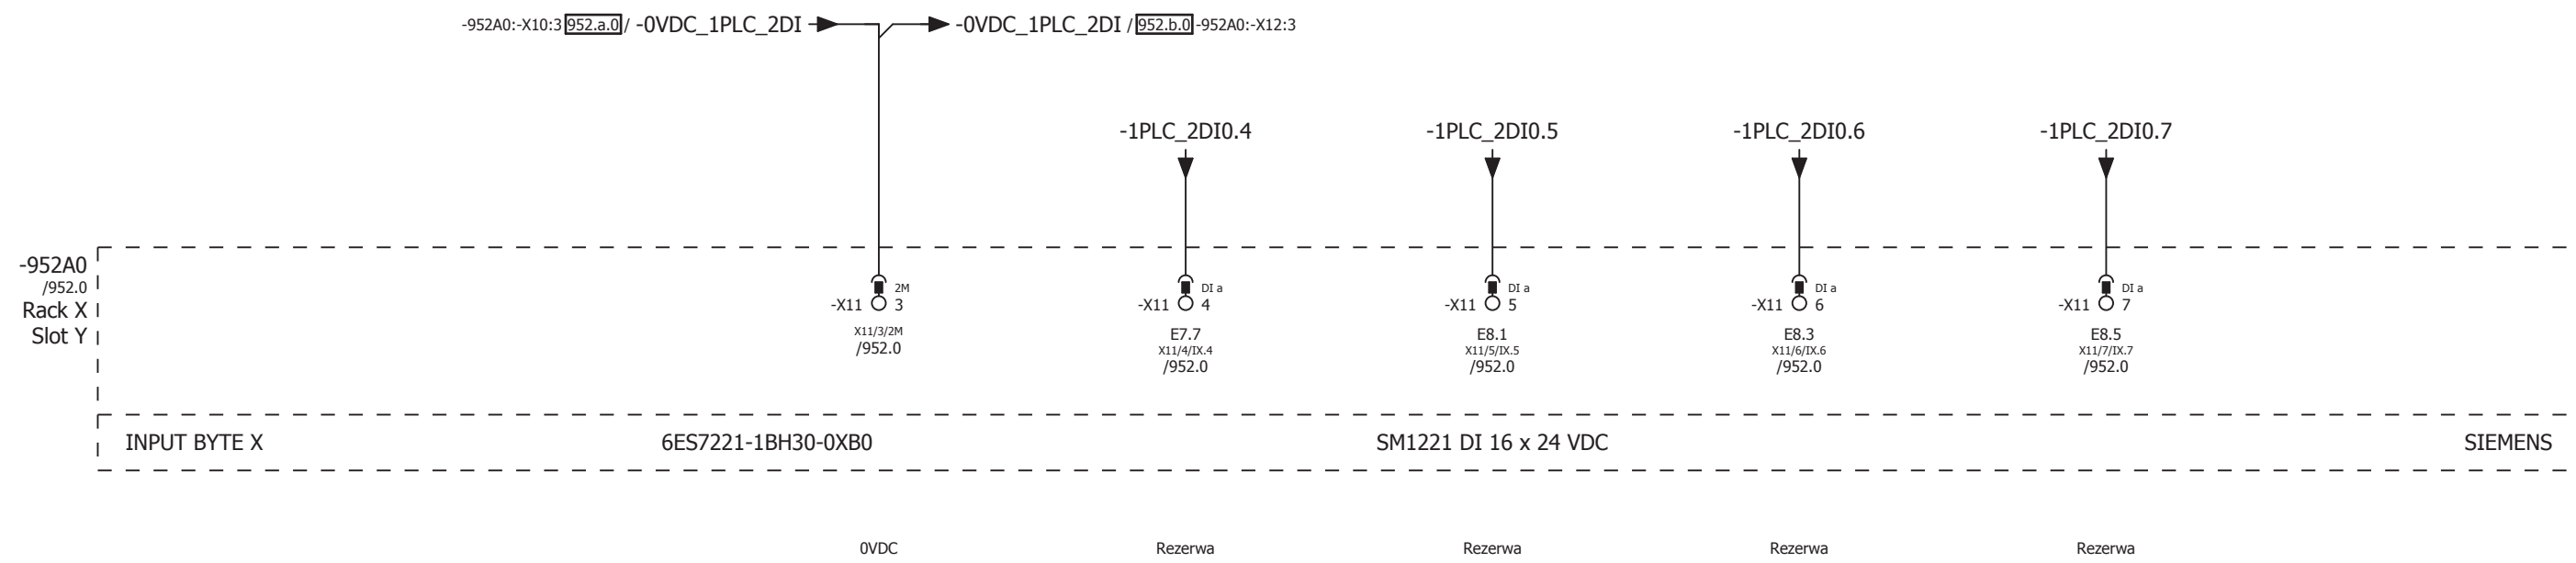 -952A0:-X10:3 952.a.0 / -0VDC_1PLC_2DI -0VDC_1PLC_2DI / 952.b.0 -952A0:-X12:3
-1PLC_2DI0.4 -1PLC_2DI0.5 -1PLC_2DI0.6 -1PLC_2DI0.7
-952A0
/952.0
Rack X
Slot Y
2M DI a DI a DI a DI a
-X11 3 -X11 4 -X11 5 -X11 6 -X11 7
X11/3/2M
/952.0
E7.7
X11/4/IX.4
/952.0
E8.1
X11/5/IX.5
/952.0
E8.3
X11/6/IX.6
/952.0
E8.5
X11/7/IX.7
/952.0
INPUT BYTE X 6ES7221-1BH30-0XB0 SM1221 DI 16 x 24 VDC SIEMENS
0VDC Rezerwa Rezerwa Rezerwa Rezerwa